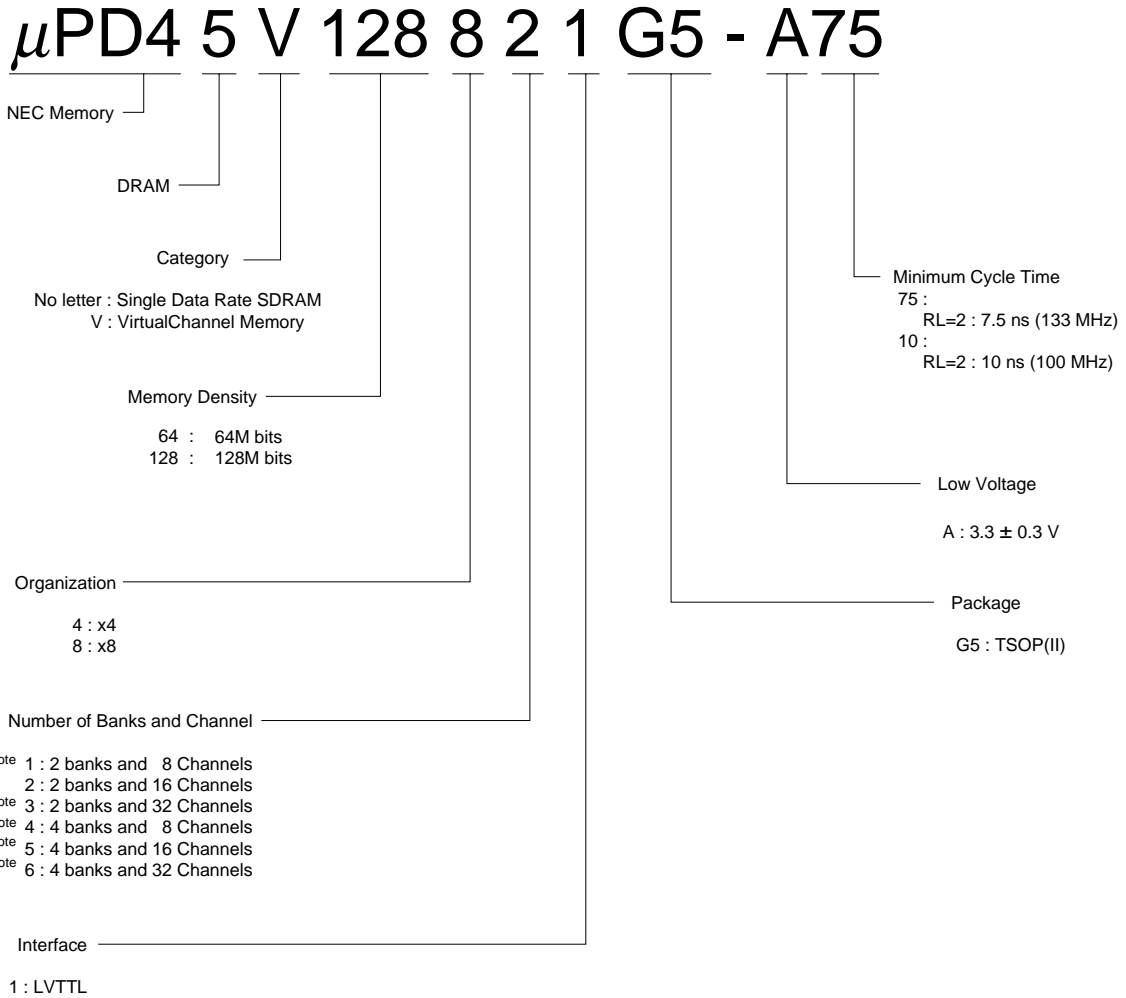 μPD4 5 V 128 8 2 1 G5 - A75
NEC Memory
DRAM
Category
No letter : Single Data Rate SDRAM
V : VirtualChannel Memory
Minimum Cycle Time
75 :
RL=2 : 7.5 ns (133 MHz)
10 :
RL=2 : 10 ns (100 MHz)
Memory Density
64 : 64M bits
128 : 128M bits
Low Voltage
A : 3.3 ± 0.3 V
Organization
4 : x4
8 : x8
Package
G5 : TSOP(II)
Number of Banks and Channel
1 : 2 banks and 8 Channels
2 : 2 banks and 16 Channels
3 : 2 banks and 32 Channels
4 : 4 banks and 8 Channels
5 : 4 banks and 16 Channels
6 : 4 banks and 32 Channels
Interface
1 : LVTTL